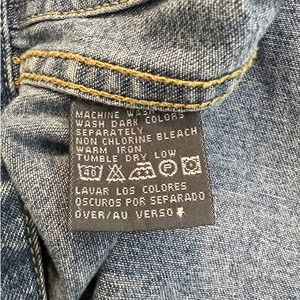 MACHINE WASH
WASH DARK COLORS
SEPARATELY
NON CHLORINE BLEACH
WARM IRON
TUMBLE DRY LOW
LAVAR LOS COLORES
OSCUROS POR SEPARADO
OVER/AU VERSO